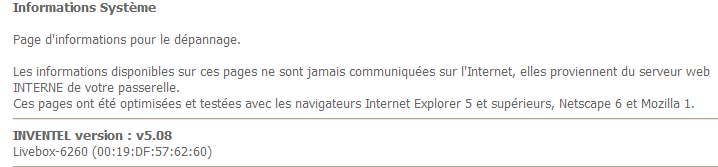 Informations Système
Page d'informations pour le dépannage.
Les informations disponibles sur ces pages ne sont jamais communiquées sur l'Internet, elles proviennent du serveur web
INTERNE de votre passerelle.
Ces pages ont été optimisées et testées avec les navigateurs Internet Explorer 5 et supérieurs, Netscape 6 et Mozilla 1.
INVENTEL version : v5.08
Livebox-6260 (00:19:DF:57:62:60)